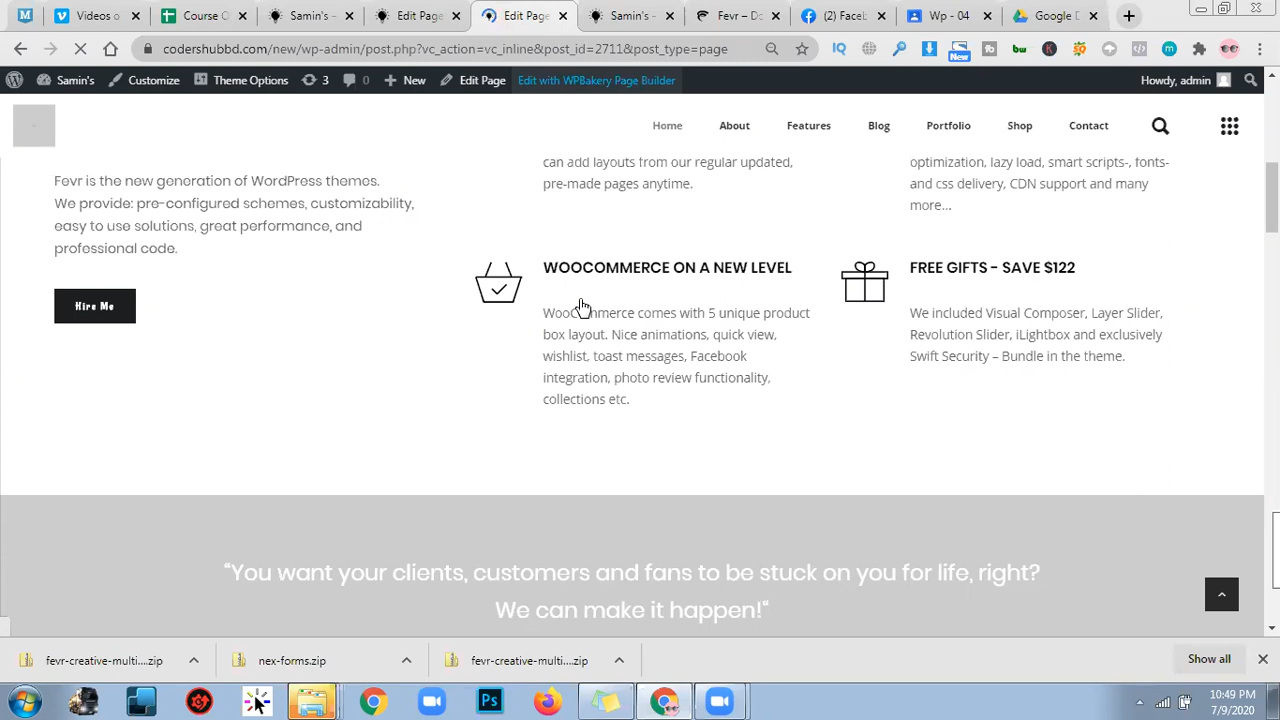 Videos
Course O
Samin's -
Edit Pag
Edit Page
Samin's -
Fevr – Do
(2) Face
Wp - 04
Google D
codershubbd.com/new/wp-admin/post.php?vc_action=vc_inline&post_id=2711&post_type=page
New
Samin's
Customize
Theme Options
3
0
New
Edit Page
Edit with WPBakery Page Builder
Howdy, admin
Home
About
Features
Blog
Portfolio
Shop
Contact
can add layouts from our regular updated,
pre-made pages anytime.
optimization, lazy load, smart scripts-, fonts-
and css delivery, CDN support and many
more...
Fevr is the new generation of WordPress themes.
We provide: pre-configured schemes, customizability,
easy to use solutions, great performance, and
professional code.
Hire Me
WOOCOMMERCE ON A NEW LEVEL
WooCommerce comes with 5 unique product
box layout. Nice animations, quick view,
wishlist, toast messages, Facebook
integration, photo review functionality,
collections etc.
FREE GIFTS - SAVE $122
We included Visual Composer, Layer Slider,
Revolution Slider, iLightbox and exclusively
Swift Security – Bundle in the theme.
“You want your clients, customers and fans to be stuck on you for life, right?
We can make it happen!“
fevr-creative-multi....zip
nex-forms.zip
fevr-creative-multi....zip
Show all
10:49 PM
7/9/2020